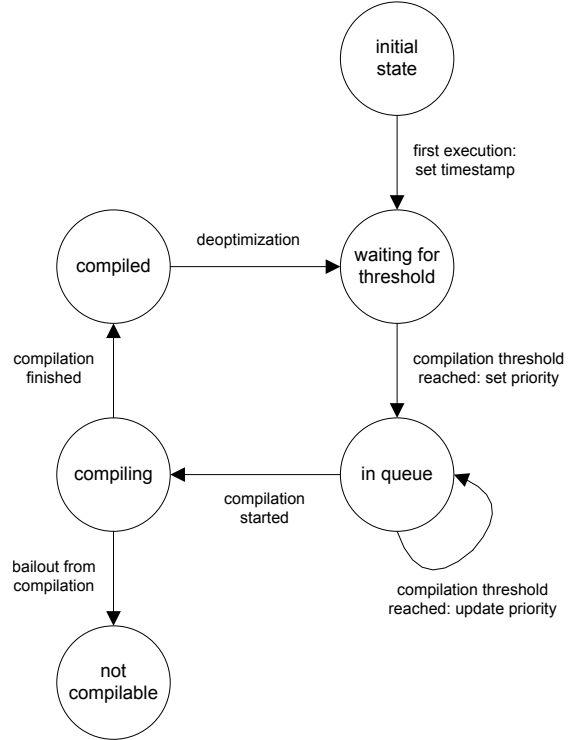 initial
state
first execution:
set timestamp
deoptimization
compiled
waiting for
threshold
compilation
finished
compilation threshold
reached: set priority
compiling
in queue
compilation
started
bailout from
compilation
compilation threshold
reached: update priority
not
compilable